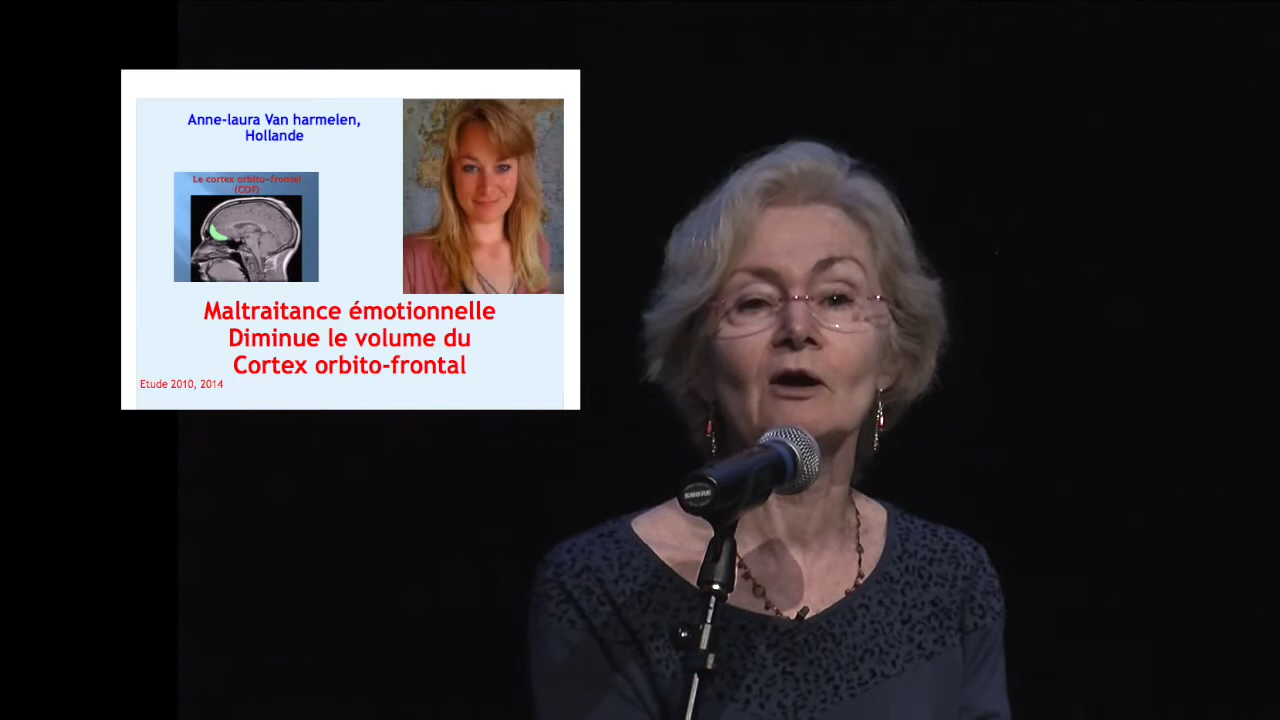 Anne-laura Van harmelen,
Hollande
Le cortex orbito-frontal
(COF)
Maltraitance émotionnelle
Diminue le volume du
Cortex orbito-frontal
Etude 2010, 2014
SHURE